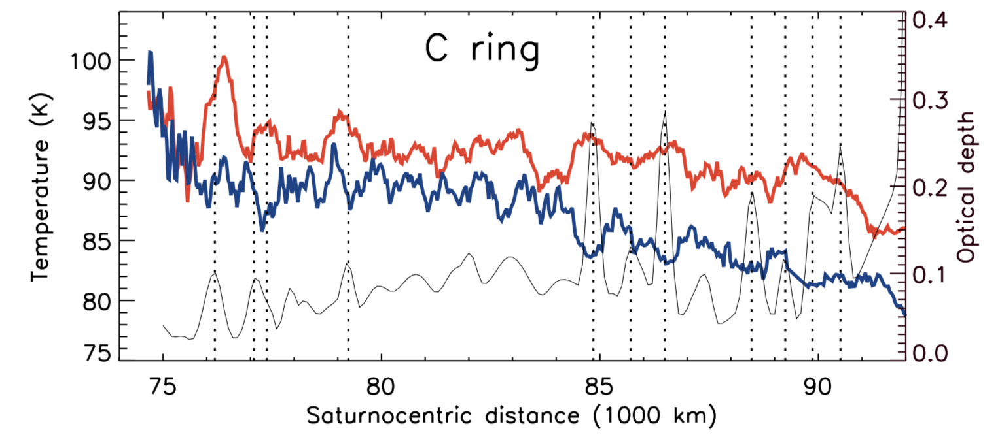 C ring
Temperature (K)
100
95
90
85
80
75
0.4
0.3
0.2
0.1
0.0
Optical depth
75 80 85 90
Saturnocentric distance (1000 km)